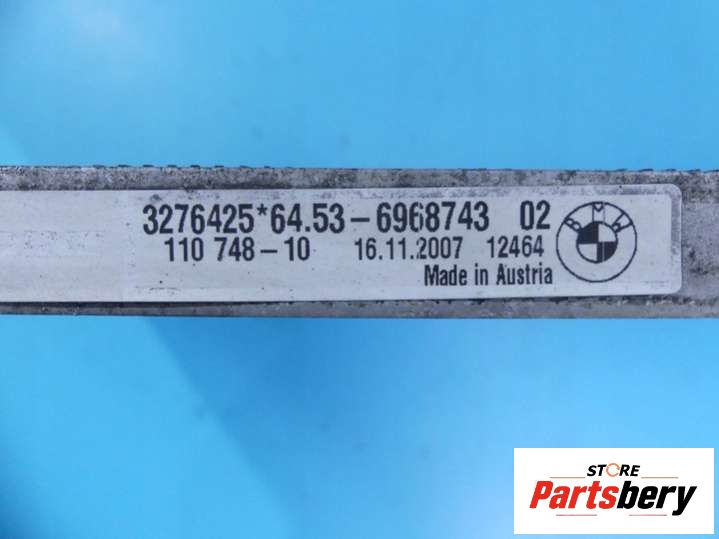 3276425*64.53-6968743 02
110 748-10 16.11.2007 12464
Made in Austria
BMW
STORE
Partsbery